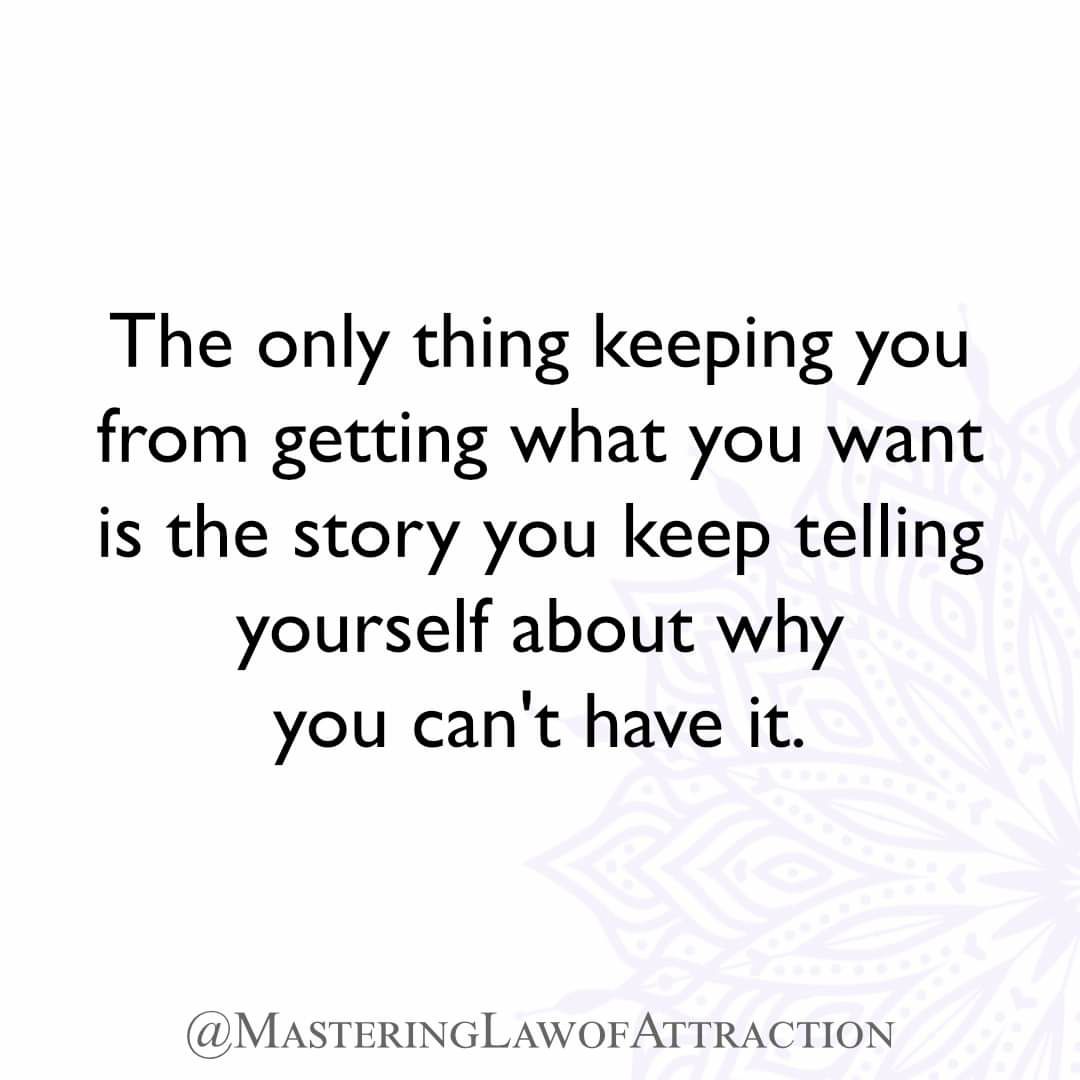 The only thing keeping you
from getting what you want
is the story you keep telling
yourself about why
you can't have it.
@MasteringLawofAttraction